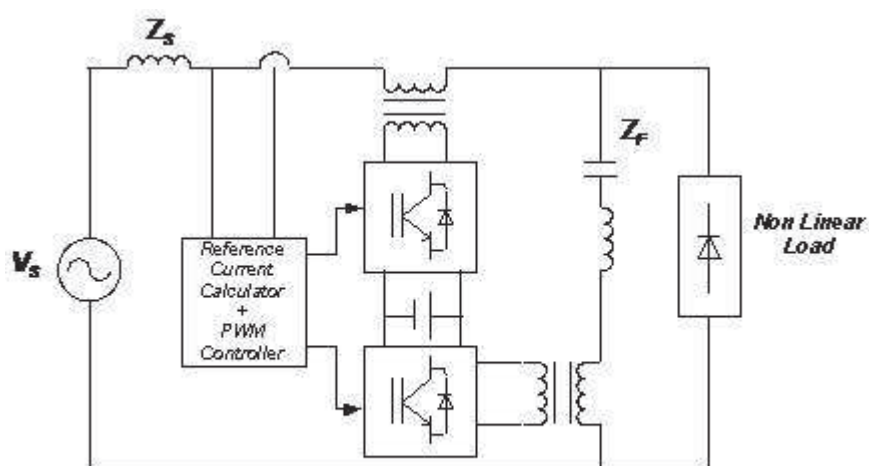 Zs
ZF
Vs
Reference
Current
Calculator
+
PWM
Controller
Non Linear
Load